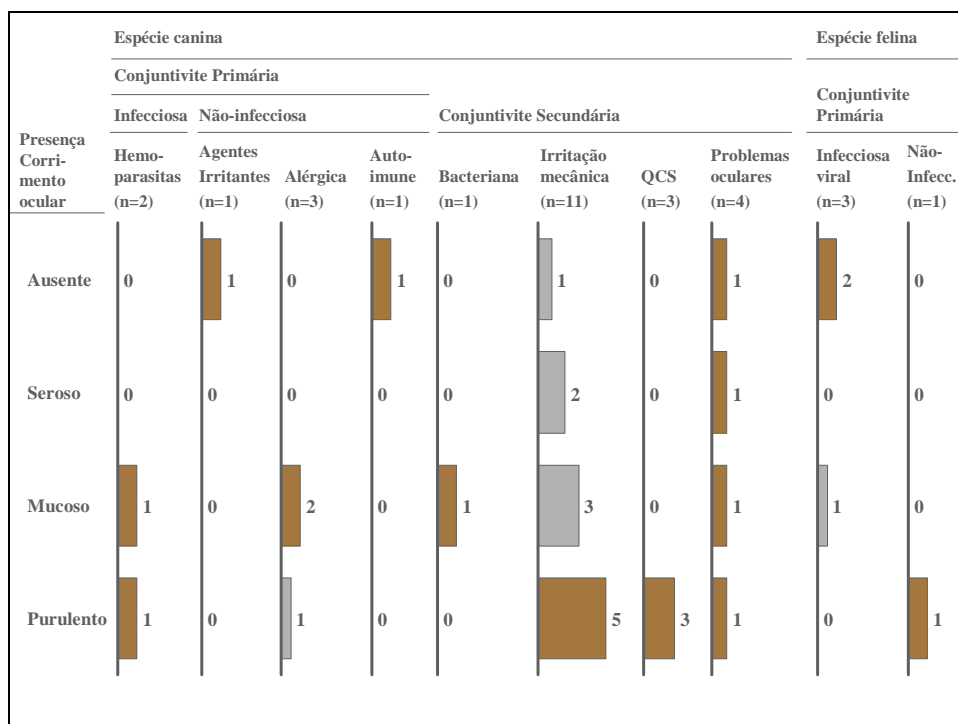 Espécie canina Espécie felina
Conjuntivite Primária
Infecciosa Não-infecciosa Conjuntivite Secundária Conjuntivite
Primária
Presença
Corri-
mento
ocular
Hemo-
parasitas
(n=2)
Agentes
Irritantes
(n=1)
Alérgica
(n=3)
Auto-
imune
(n=1)
Bacteriana
(n=1)
Irritação
mecânica
(n=11)
QCS
(n=3)
Problemas
oculares
(n=4)
Infecciosa
viral
(n=3)
Não-
Infecc.
(n=1)
Ausente 0 1 0 1 0 1 0 1 2 0
Seroso 0 0 0 0 0 2 0 1 0 0
Mucoso 1 0 2 0 1 3 0 1 1 0
Purulento 1 0 1 0 0 5 3 1 0 1